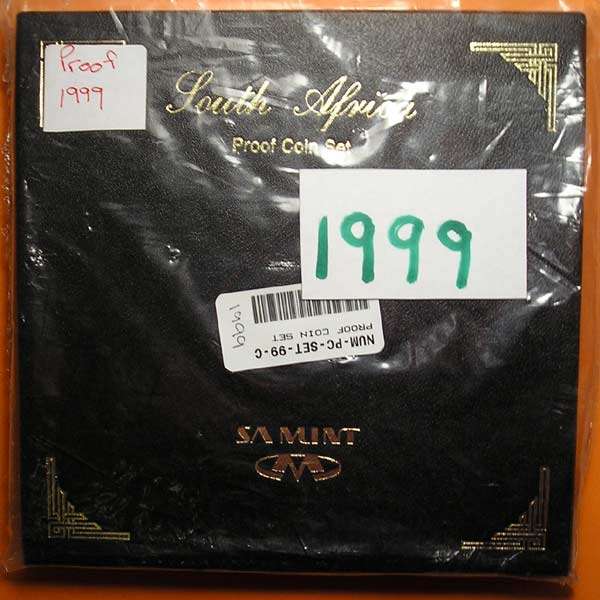 Proof
1999
South Africa
Proof Coin Set
1999
1999
NUM-PC-SET-99-C
PROOF COIN SET
SA MINT